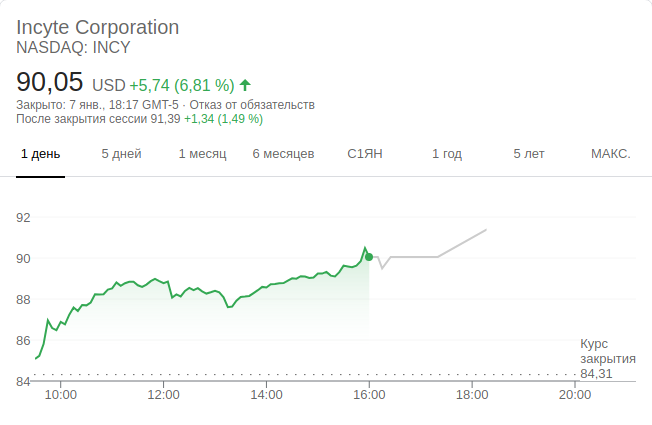 Incyte Corporation
NASDAQ: INCY
90,05 USD +5,74 (6,81 %)
Закрыто: 7 янв., 18:17 GMT-5 · Отказ от обязательств
После закрытия сессии 91,39 +1,34 (1,49 %)
1 день 5 дней 1 месяц 6 месяцев С1ЯН 1 год 5 лет МАКС.
92
90
88
86
84
Курс
закрытия
84,31
10:00 12:00 14:00 16:00 18:00 20:00